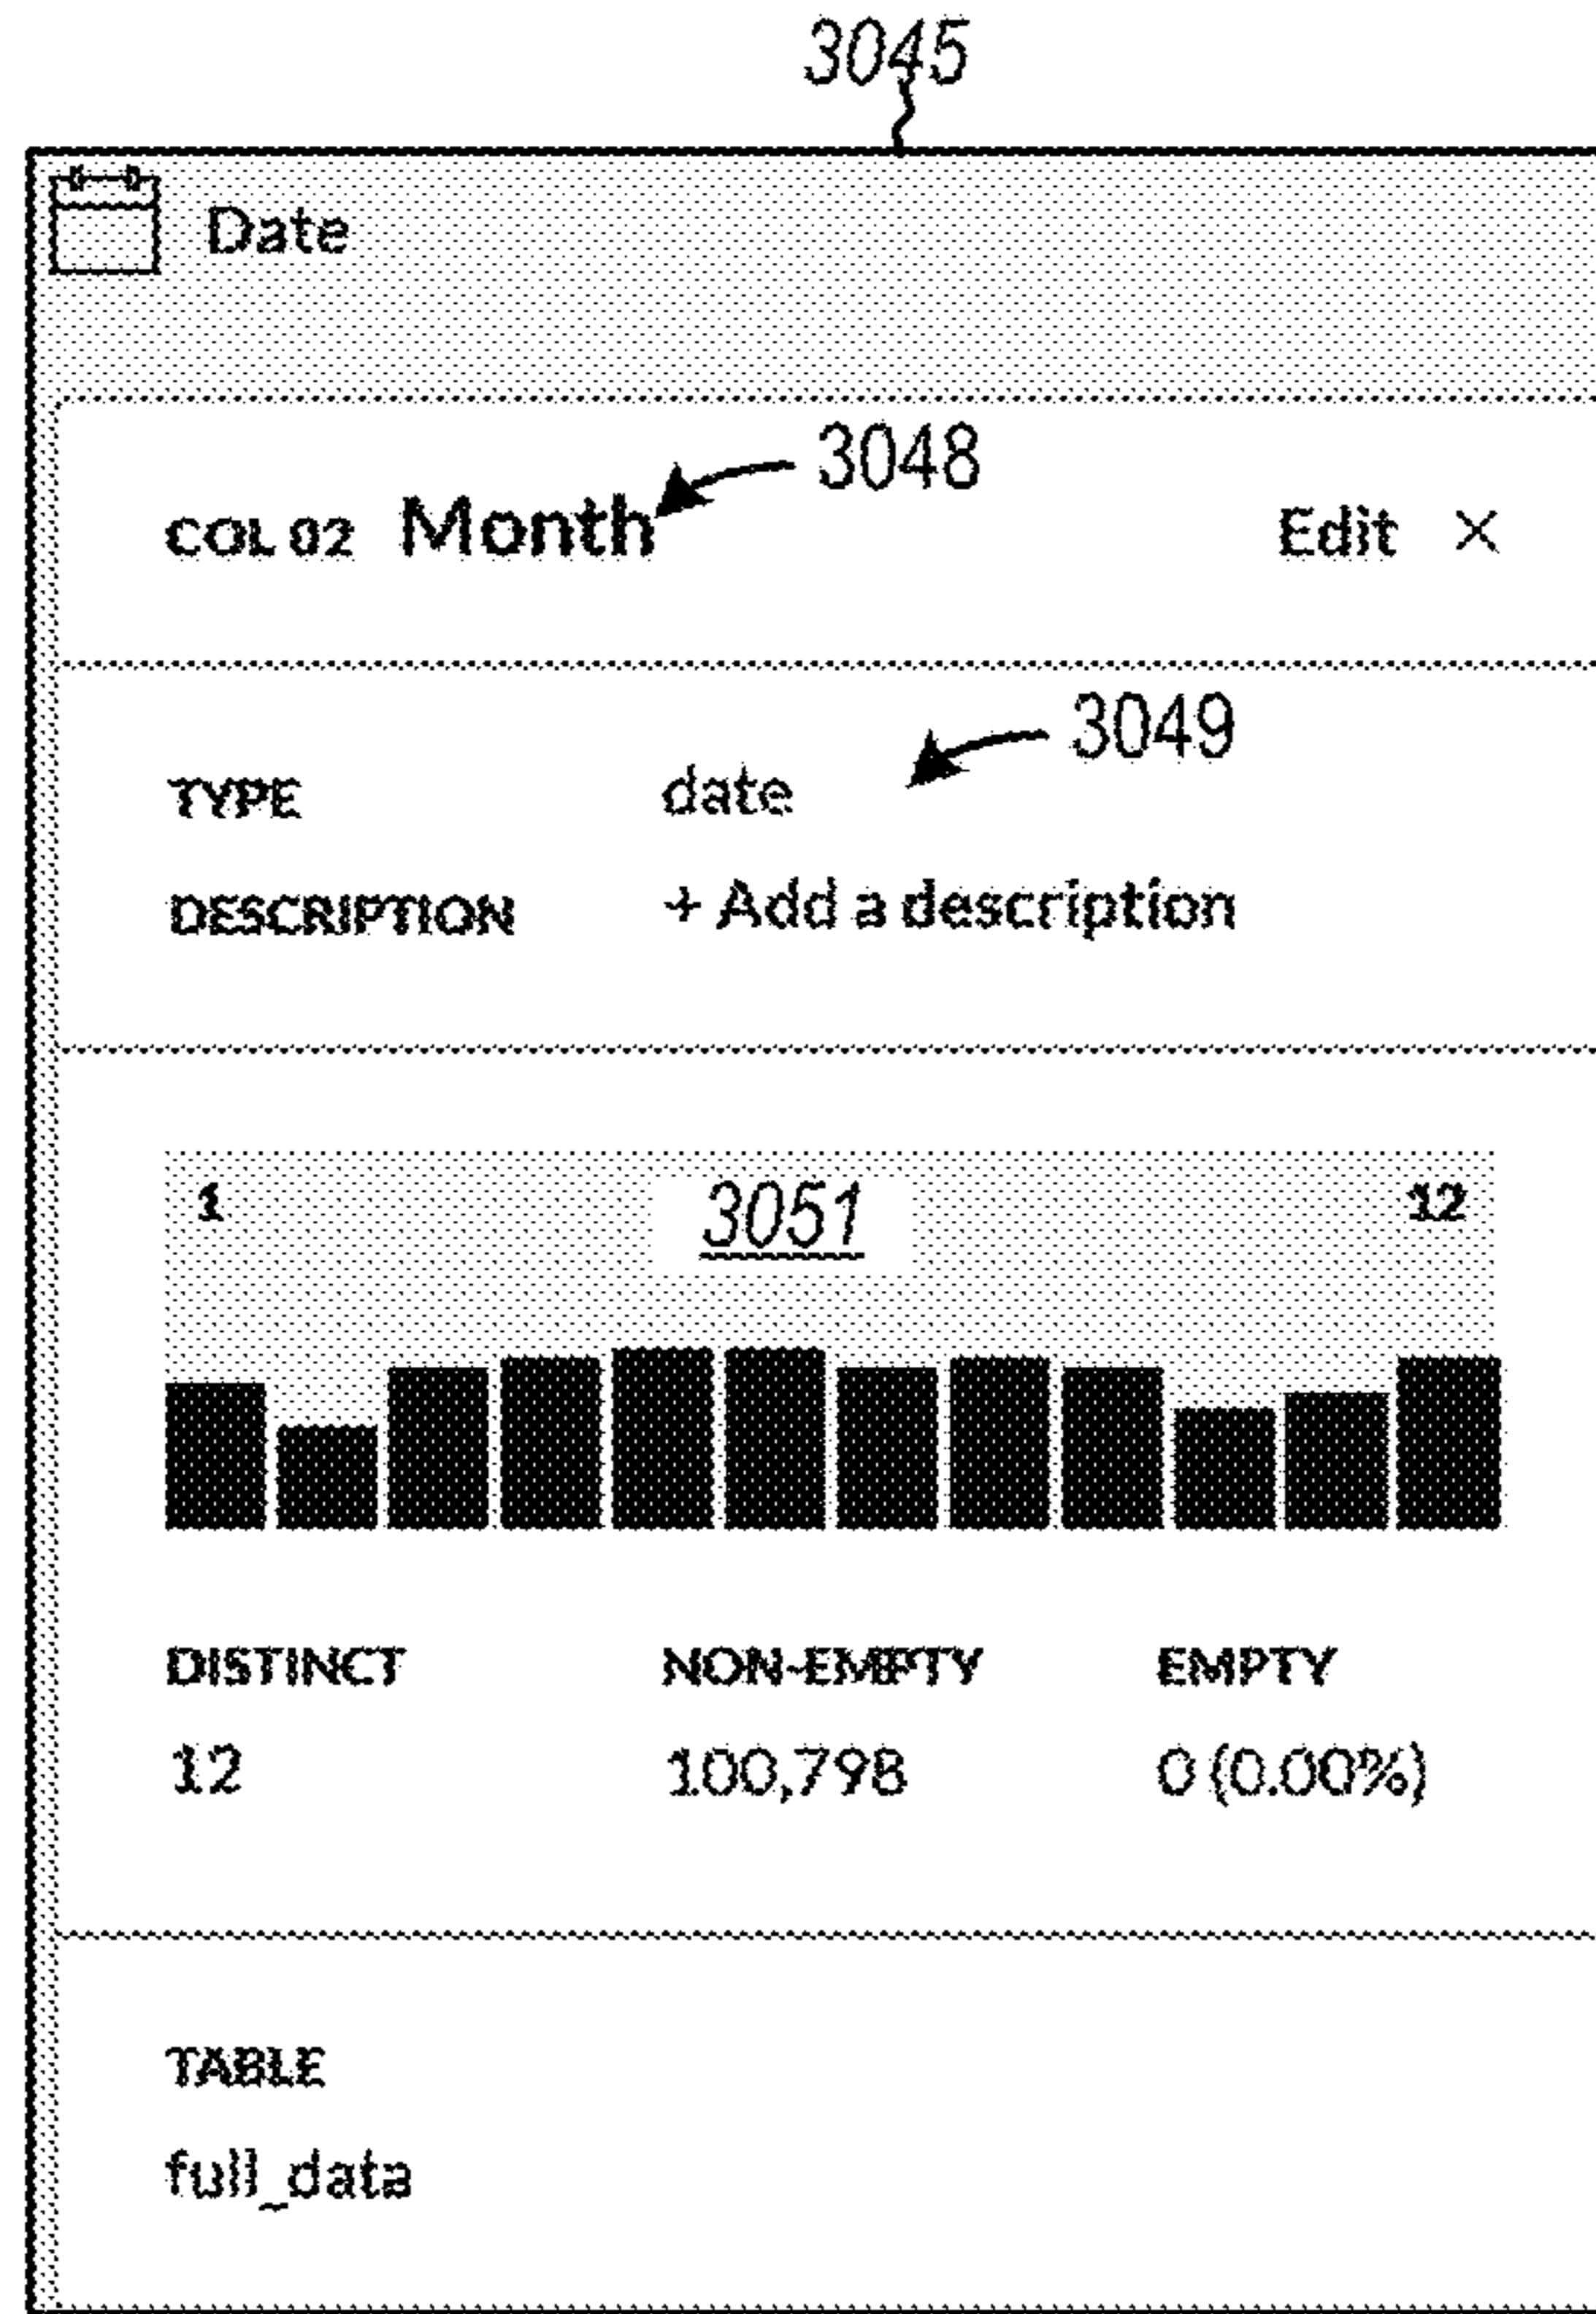 3045
Date
3048
COL 02 Month Edit ×
3049
TYPE date
DESCRIPTION + Add a description
1 3051 12
DISTINCT NON-EMPTY EMPTY
12 100,798 0 (0.00%)
TABLE
full_data